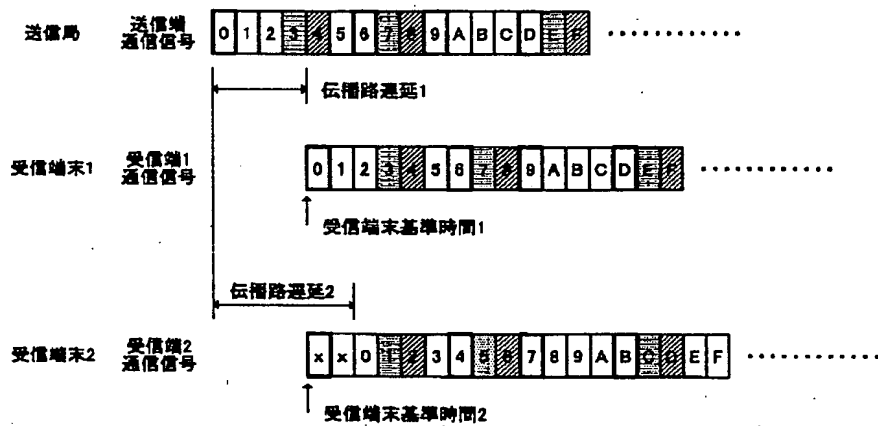 送信局 送信端 通信信号 0 1 2 3 4 5 6 7 8 9 A B C D E F
伝播路遅延1
受信端末1 受信端1 通信信号 0 1 2 3 4 5 6 7 8 9 A B C D E F
受信端末基準時間1
伝播路遅延2
受信端末2 受信端2 通信信号 x x 0 1 2 3 4 5 6 7 8 9 A B C D E F
受信端末基準時間2